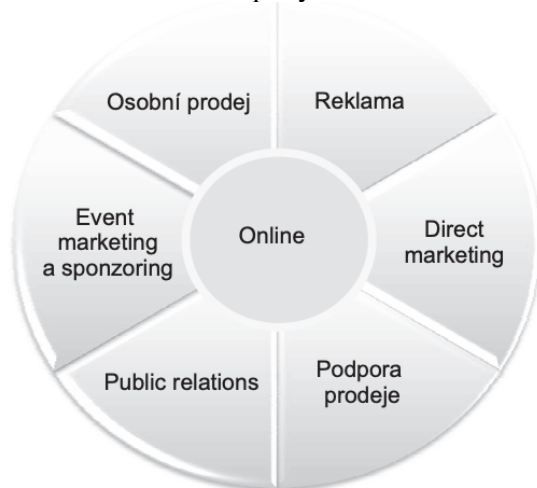 Osobní prodej
Reklama
Event
marketing
a sponzoring
Online
Direct
marketing
Public relations
Podpora
prodeje